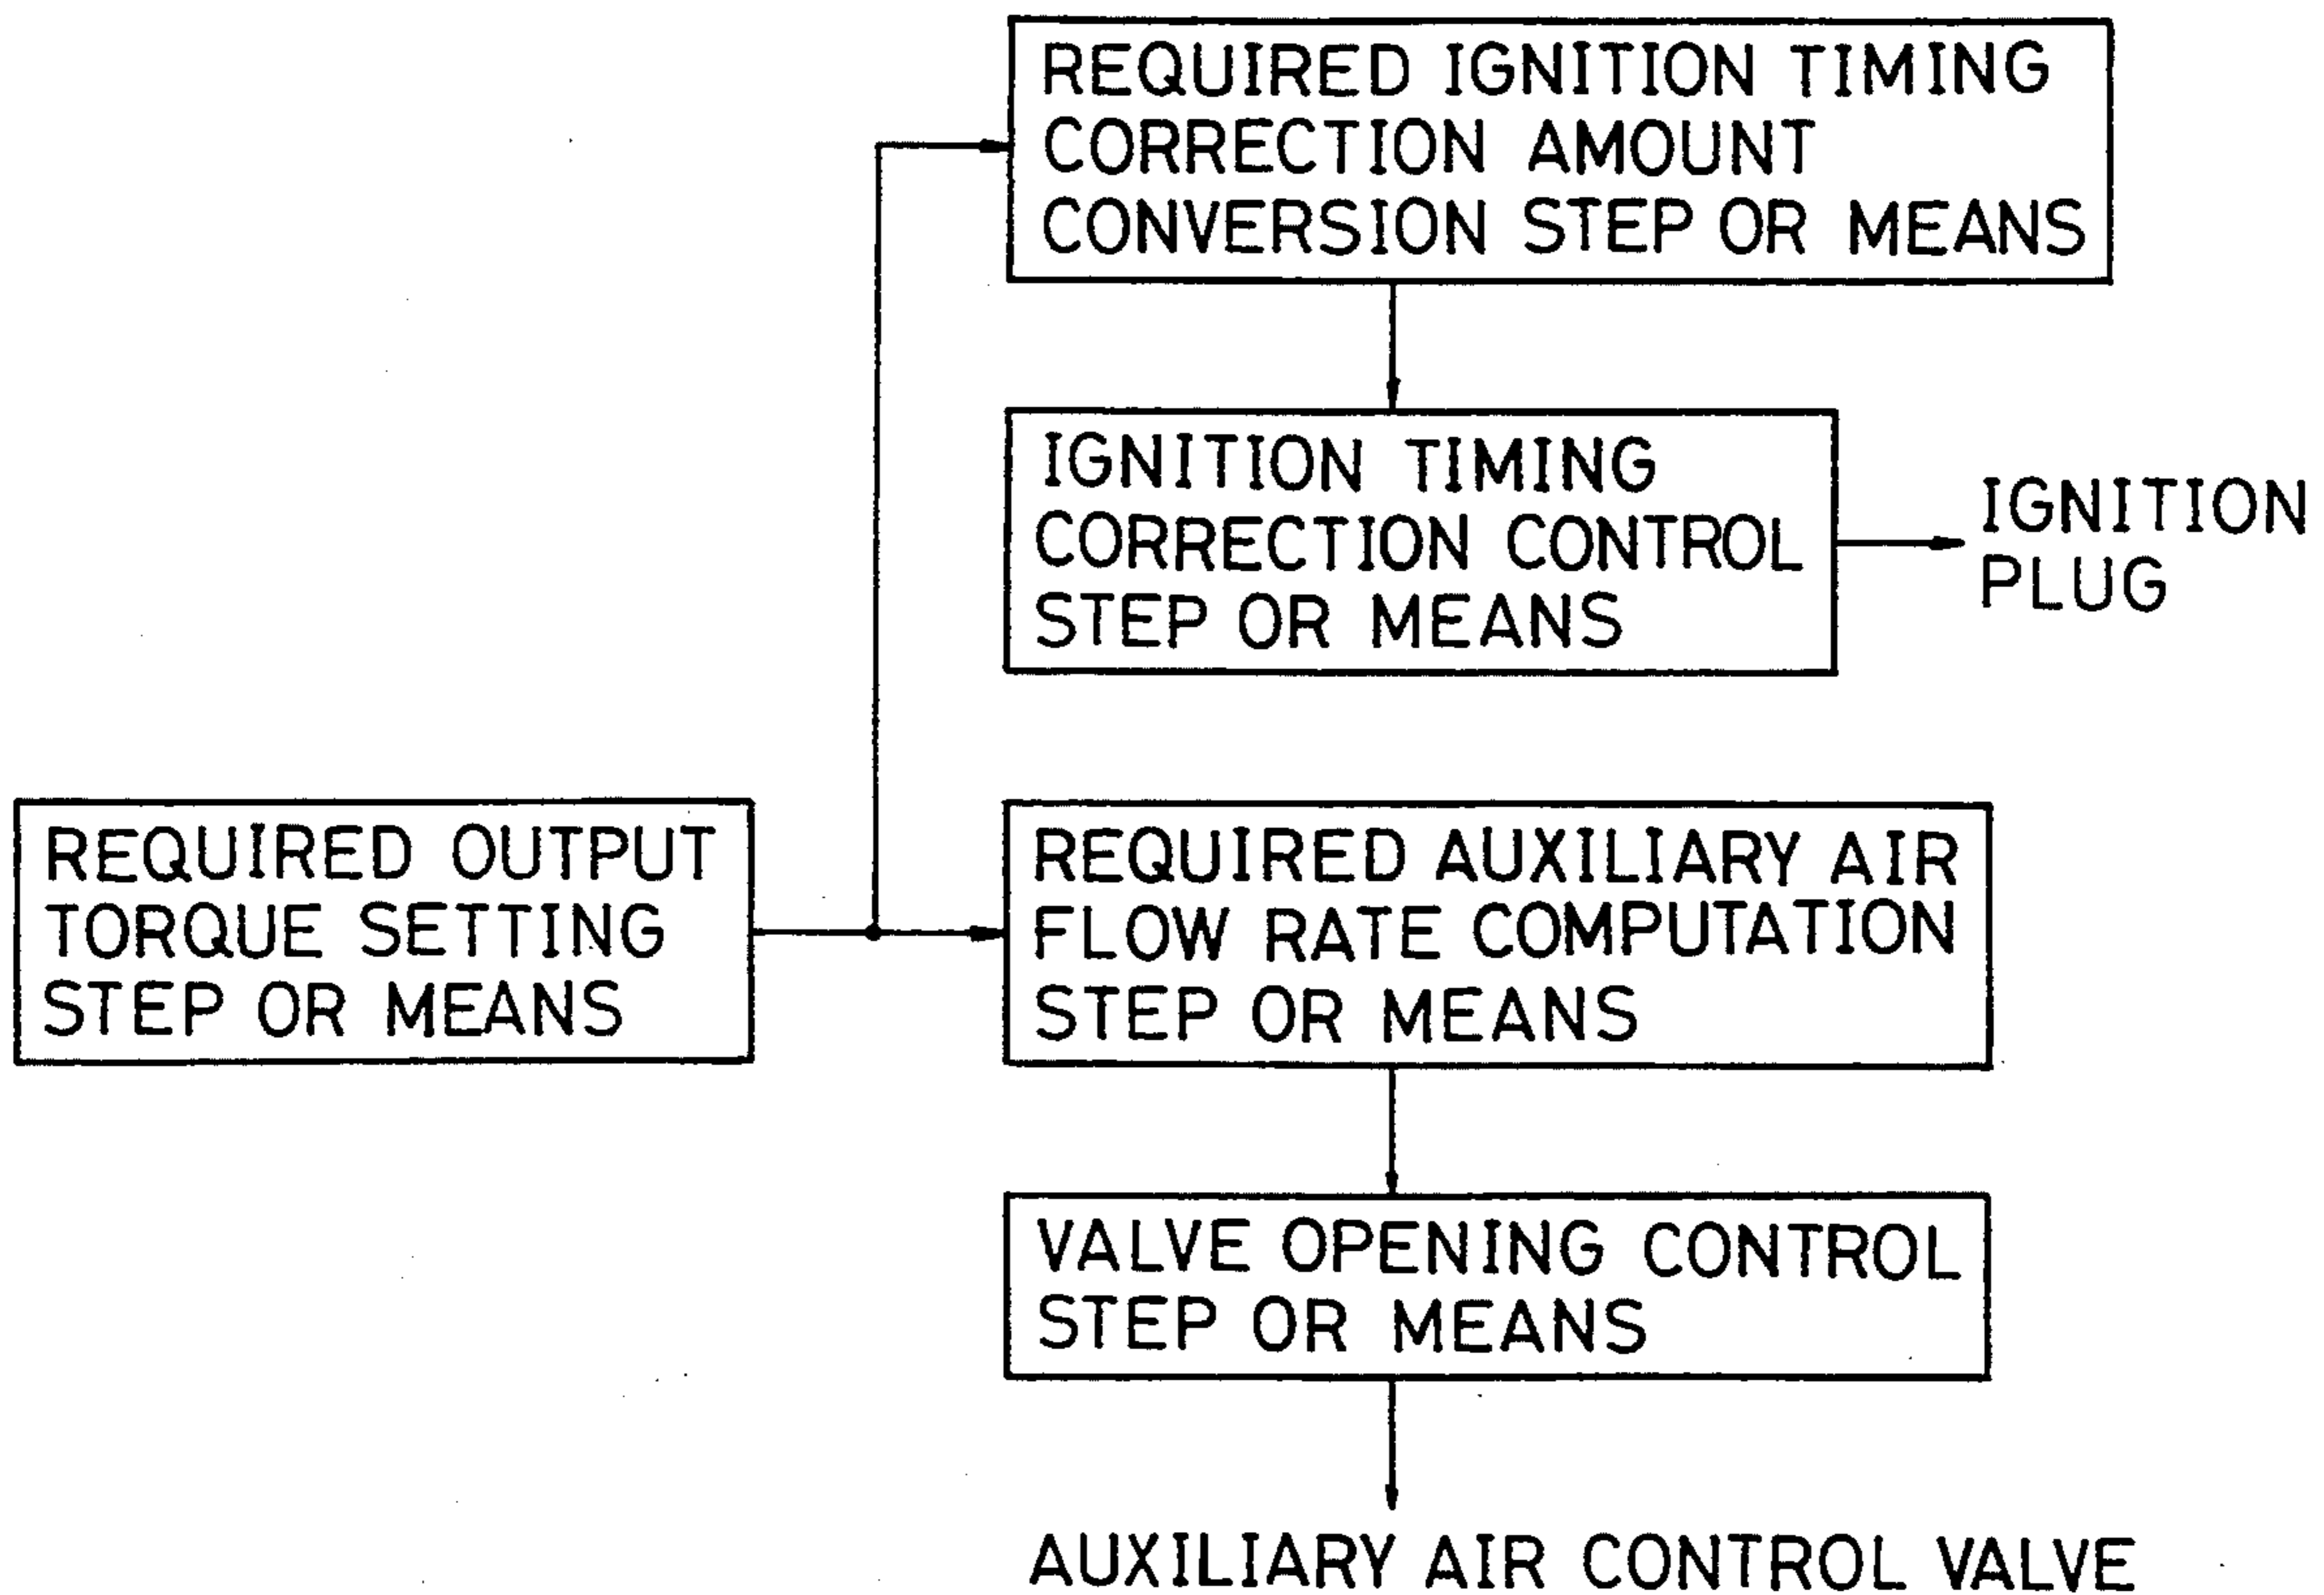 REQUIRED IGNITION TIMING
CORRECTION AMOUNT
CONVERSION STEP OR MEANS
IGNITION TIMING
CORRECTION CONTROL
STEP OR MEANS
IGNITION
PLUG
REQUIRED OUTPUT
TORQUE SETTING
STEP OR MEANS
REQUIRED AUXILIARY AIR
FLOW RATE COMPUTATION
STEP OR MEANS
VALVE OPENING CONTROL
STEP OR MEANS
AUXILIARY AIR CONTROL VALVE